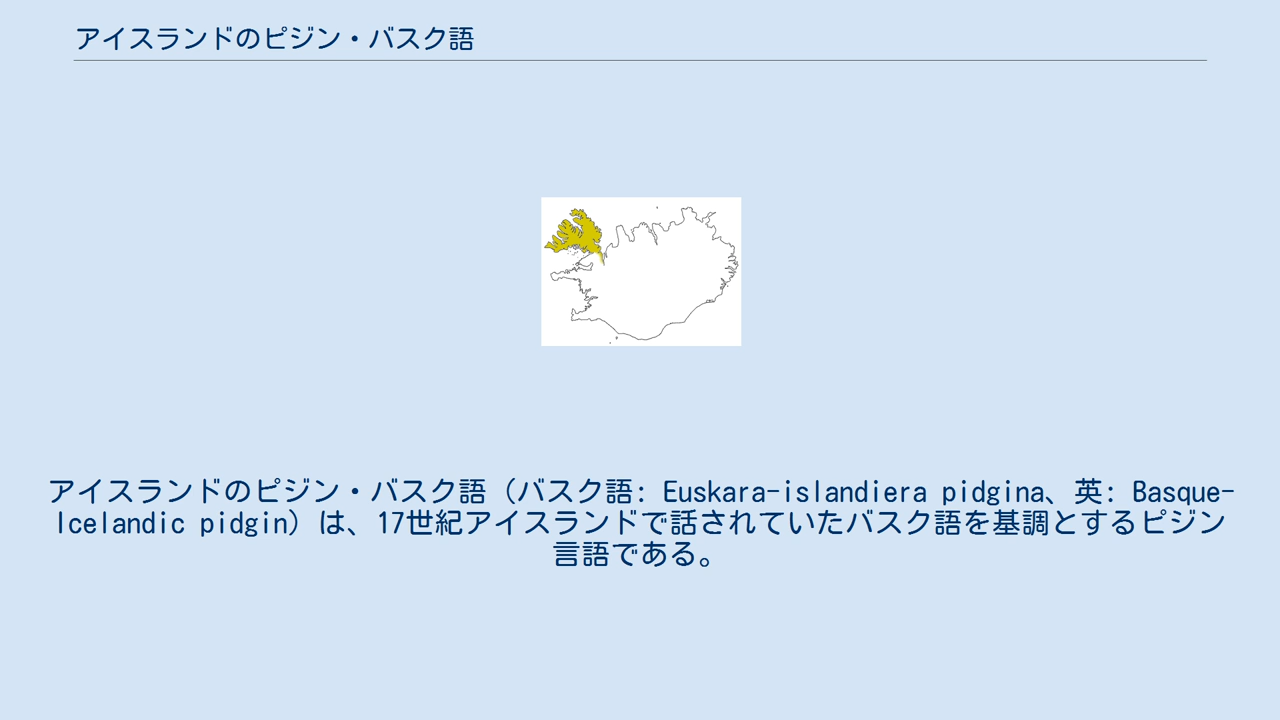 アイスランドのピジン・バスク語
アイスランドのピジン・バスク語（バスク語: Euskara-islandiera pidgina、英: Basque-
Icelandic pidgin）は、17世紀アイスランドで話されていたバスク語を基調とするピジン
言語である。